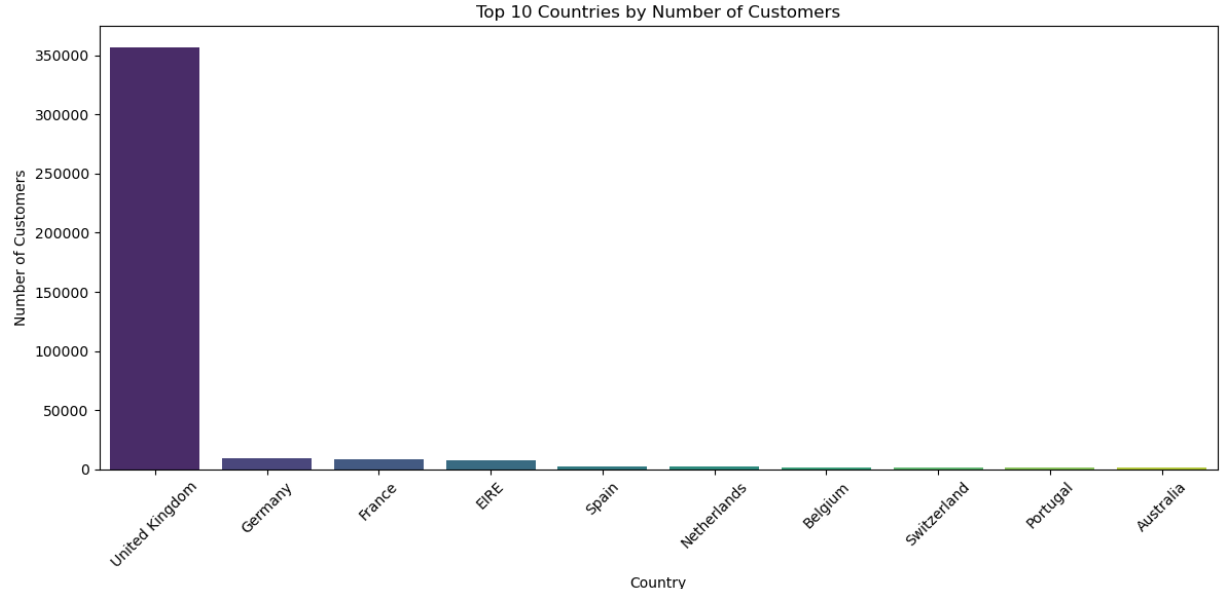 Top 10 Countries by Number of Customers
Number of Customers
350000
300000
250000
200000
150000
100000
50000
0
United Kingdom
Germany
France
EIRE
Spain
Netherlands
Belgium
Switzerland
Portugal
Australia
Country